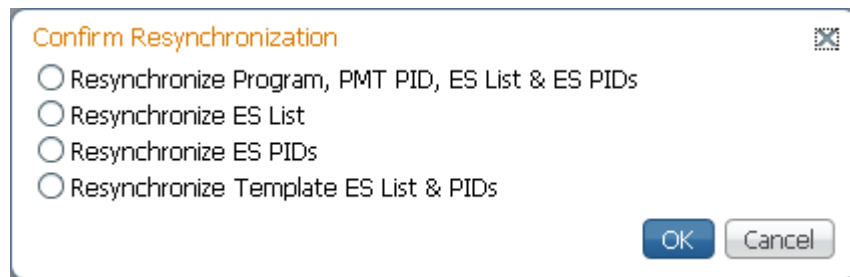 Confirm Resynchronization
Resynchronize Program, PMT PID, ES List & ES PIDs
Resynchronize ES List
Resynchronize ES PIDs
Resynchronize Template ES List & PIDs
OK Cancel